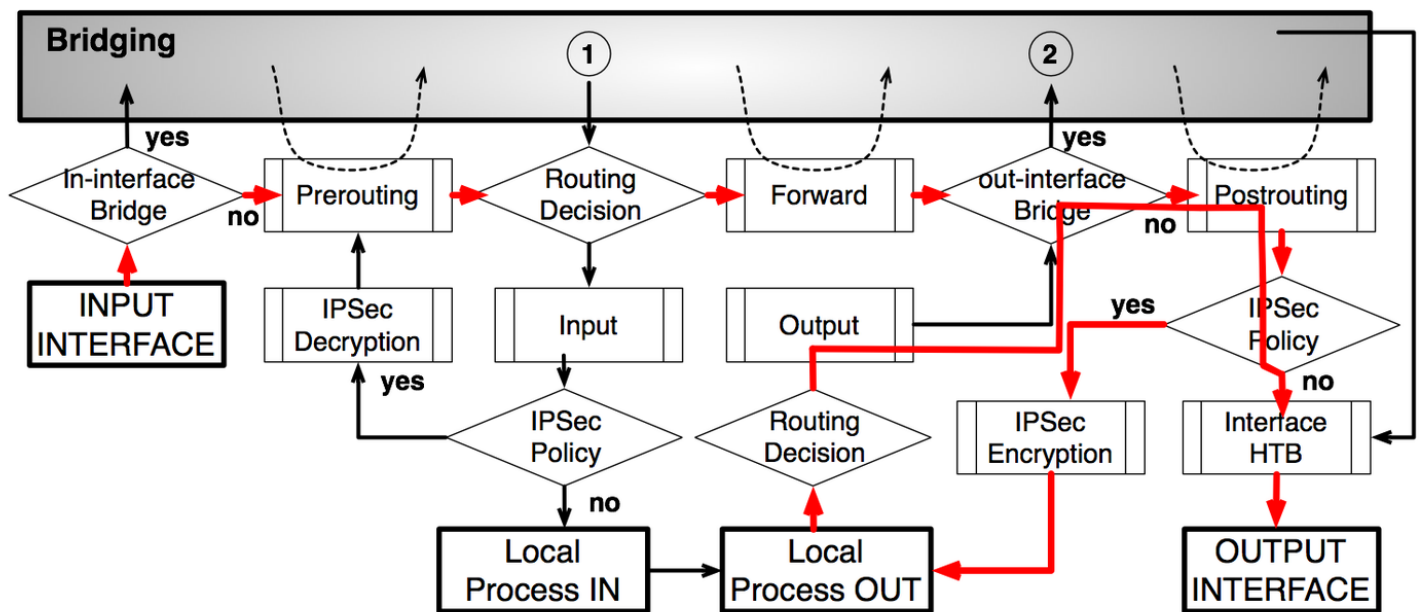 Bridging
1
2
yes
yes
In-interface
Bridge
no
Prerouting
Routing
Decision
Forward
out-interface
Bridge
no
Postrouting
INPUT
INTERFACE
IPSec
Decryption
yes
Input
Output
yes
IPSec
Policy
no
IPSec
Policy
no
Routing
Decision
IPSec
Encryption
Interface
HTB
Local
Process IN
Local
Process OUT
OUTPUT
INTERFACE